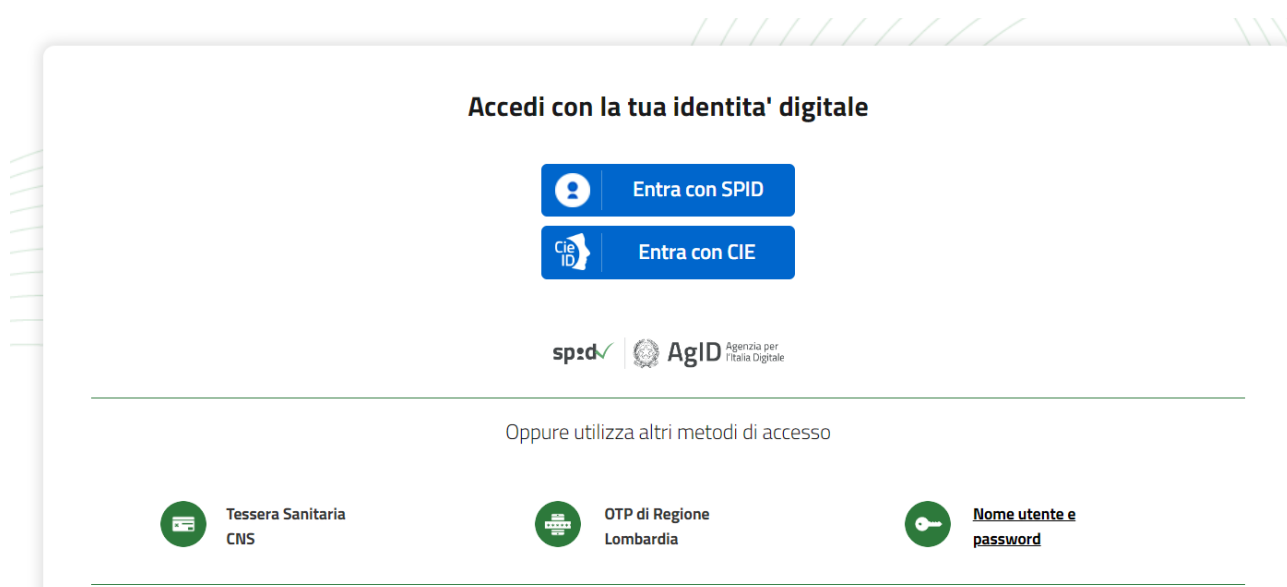 Accedi con la tua identita' digitale
Entra con SPID
Cie
ID
Entra con CIE
spid
AgID
Agenzia per
l'Italia Digitale
Oppure utilizza altri metodi di accesso
Tessera Sanitaria
CNS
OTP di Regione
Lombardia
Nome utente e
password